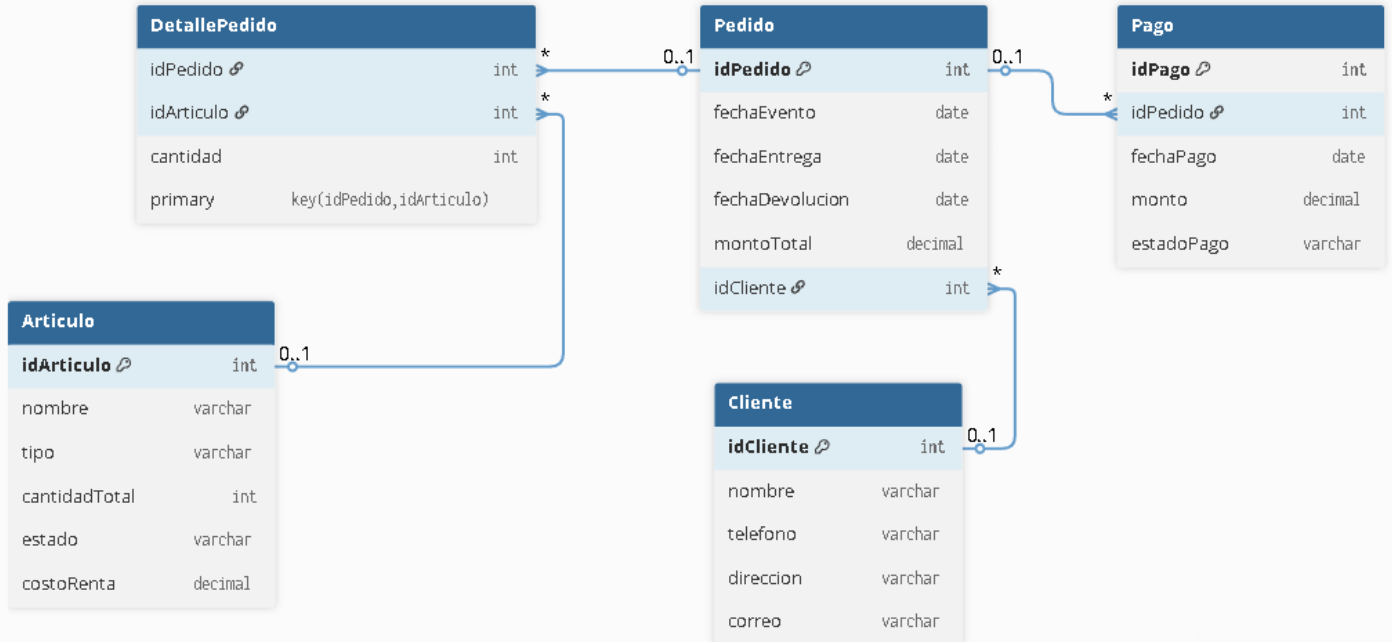 DetallePedido
idPedido int
idArticulo int
cantidad int
primary key(idPedido,idArticulo)
* 0..1
*
Pedido
idPedido int
fechaEvento date
fechaEntrega date
fechaDevolucion date
montoTotal decimal
idCliente int
0..1
*
*
Pago
idPago int
idPedido int
fechaPago date
monto decimal
estadoPago varchar
Articulo
idArticulo int
nombre varchar
tipo varchar
cantidadTotal int
estado varchar
costoRenta decimal
0..1
Cliente
idCliente int
nombre varchar
telefono varchar
direccion varchar
correo varchar
0..1